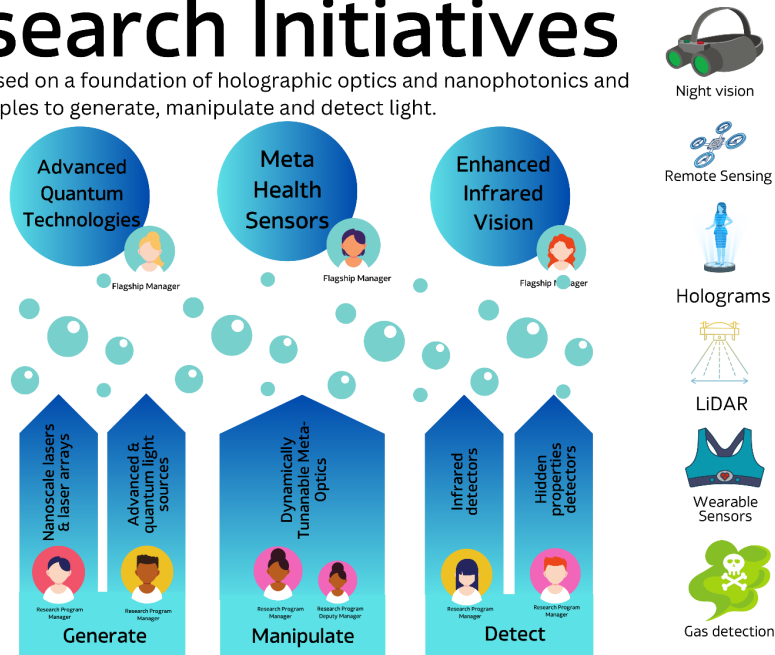 search Initiatives
sed on a foundation of holographic optics and nanophotonics and
ples to generate, manipulate and detect light.
Advanced
Quantum
Technologies
Flagship Manager
Meta
Health
Sensors
Flagship Manager
Enhanced
Infrared
Vision
Flagship
Nanoscale lasers
& laser arrays
Research Program
Manager
Advanced &
quantum light
sources
Research Program
Manager
Generate
Dynamically
Tunanable Meta-
Optics
Research Program
Manager
Research Program
Deputy Manager
Manipulate
Infrared
detectors
Research Program
Manager
Hidden
properties
detectors
Research Program
Manager
Detect
Night vision
Remote Sensing
Holograms
LiDAR
Wearable
Sensors
Gas detection